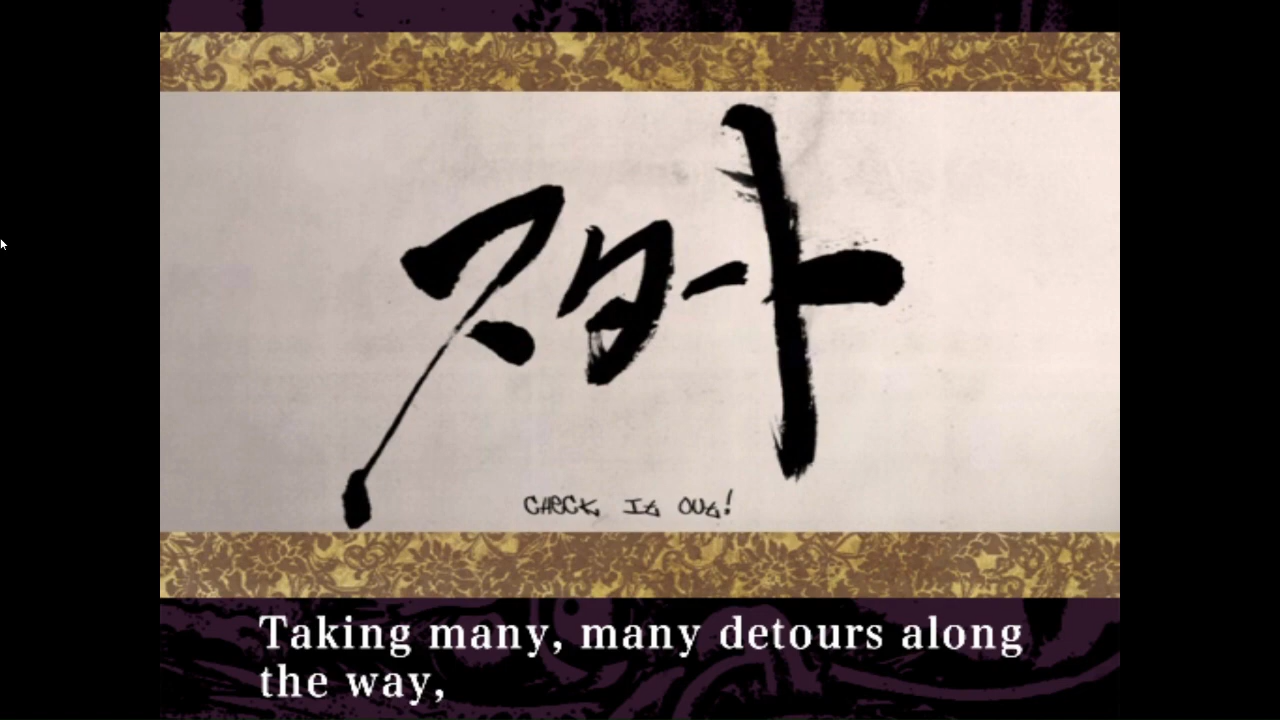 スタート
CHECK It OUt!
Taking many, many detours along
the way,